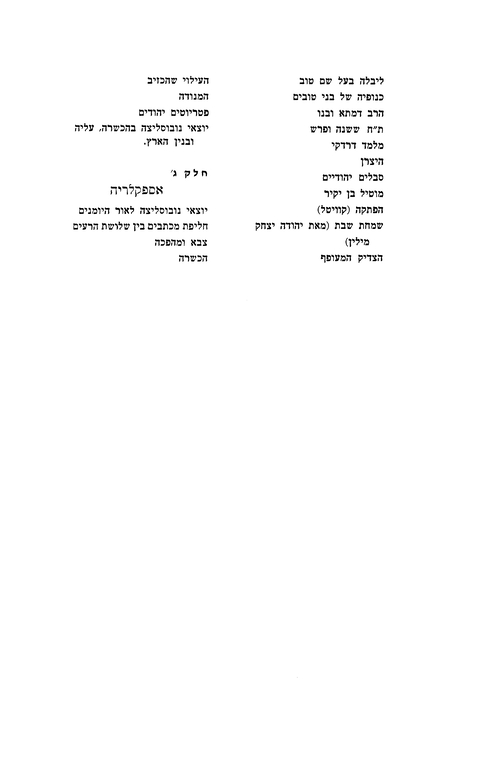 ליבלה בעל שם טוב
כנופיה של בני טובים
הרב דמתא ובנו
ת״ח ששנה ופרש
מלמד דרדקי
היצרן
סבלים יהודיים
מוסיל בן יקיר
הפתקה (קוויטל)
שמחת שבת (מאת יהודה יצחק
מילין)
הצדיק המעופף
העילוי שהכזיב
המנודה
פטריוטים יהודים
יוצאי נובוסליצה בהכשרה, עליה
ובנין הארץ.
חלק ג׳
אספקלריה
יוצאי נובוסליצה לאור היומנים
חליפת מכתבים בין שלושת הרעים
צבא ומהפכה
הכשרה